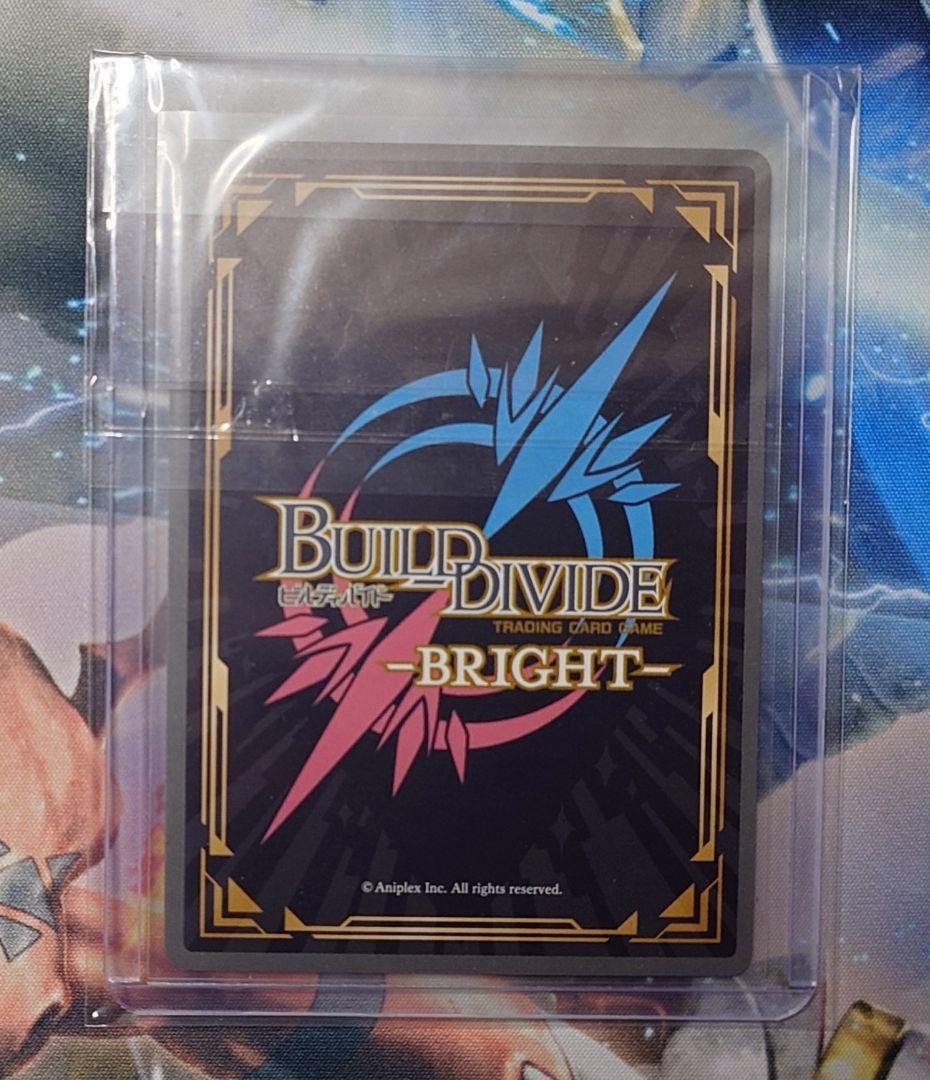 BUILD DIVIDE
ビルディバイド
TRADING CARD GAME
-BRIGHT-
© Aniplex Inc. All rights reserved.